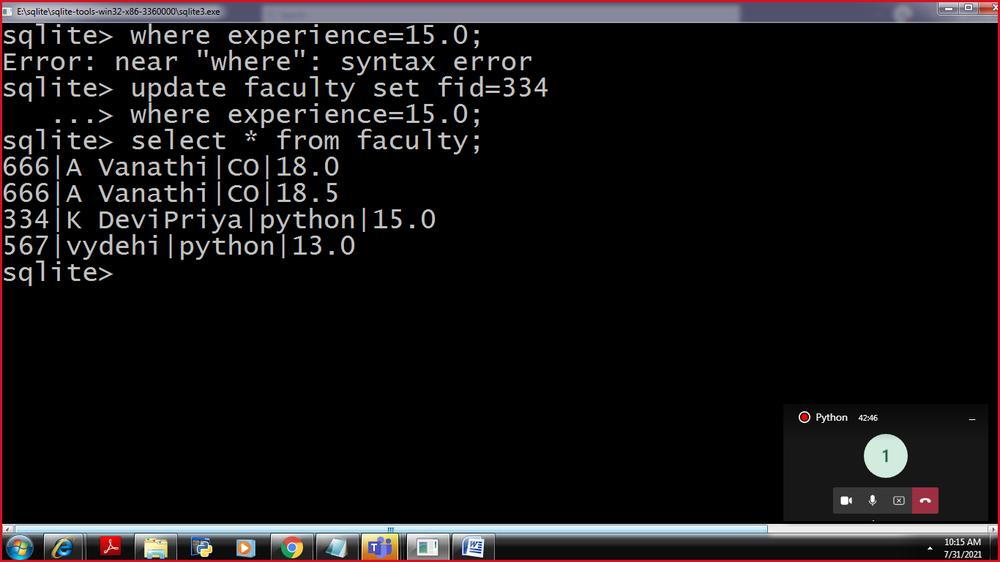 E:\sqlite\sqlite-tools-win32-x86-3360000\sqlite3.exe
sqlite> where experience=15.0;
Error: near "where": syntax error
sqlite> update faculty set fid=334
   ...> where experience=15.0;
sqlite> select * from faculty;
666|A Vanathi|CO|18.0
666|A Vanathi|CO|18.5
334|K DeviPriya|python|15.0
567|vydehi|python|13.0
sqlite>
Python 42:46
1
10:15 AM
7/31/2021